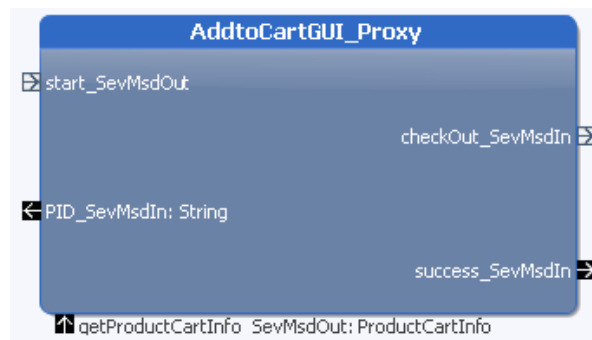 AddtoCartGUI_Proxy
start_SevMsdOut
checkOut_SevMsdIn
PID_SevMsdIn: String
success_SevMsdIn
getProductCartInfo_SevMsdOut: ProductCartInfo